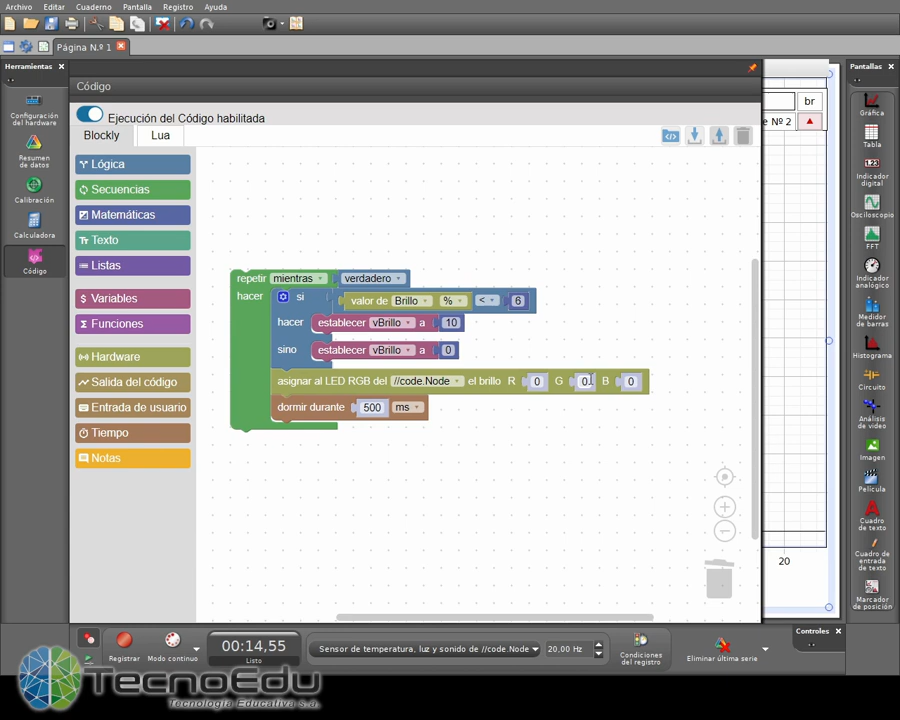 Archivo Editar Cuaderno Pantalla Registro Ayuda
Página N.º 1
Herramientas
Configuración del hardware
Resumen de datos
Calibración
Calculadora
Código
Código
Ejecución del Código habilitada
Blockly Lua
Lógica
Secuencias
Matemáticas
Texto
Listas
Variables
Funciones
Hardware
Salida del código
Entrada de usuario
Tiempo
Notas
repetir mientras verdadero
hacer si valor de Brillo % < 6
hacer establecer vBrillo a 10
sino establecer vBrillo a 0
asignar al LED RGB del //code.Node el brillo R 0 G 0 B 0
dormir durante 500 ms
br
e Nº 2
20
Pantallas
Gráfica
Tabla
1.23
Indicador digital
Osciloscopio
FFT
Indicador analógico
Medidor de barras
Histograma
Circuito
Análisis de video
Imagen
Película
Cuadro de texto
Cuadro de entrada de texto
Marcador de posición
Registrar
Modo continuo
00:14,55
Listo
Sensor de temperatura, luz y sonido de //code.Node
20.00 Hz
Condiciones del registro
Eliminar última serie
Controles
TecnoEdu
Tecnología Educativa s.a.